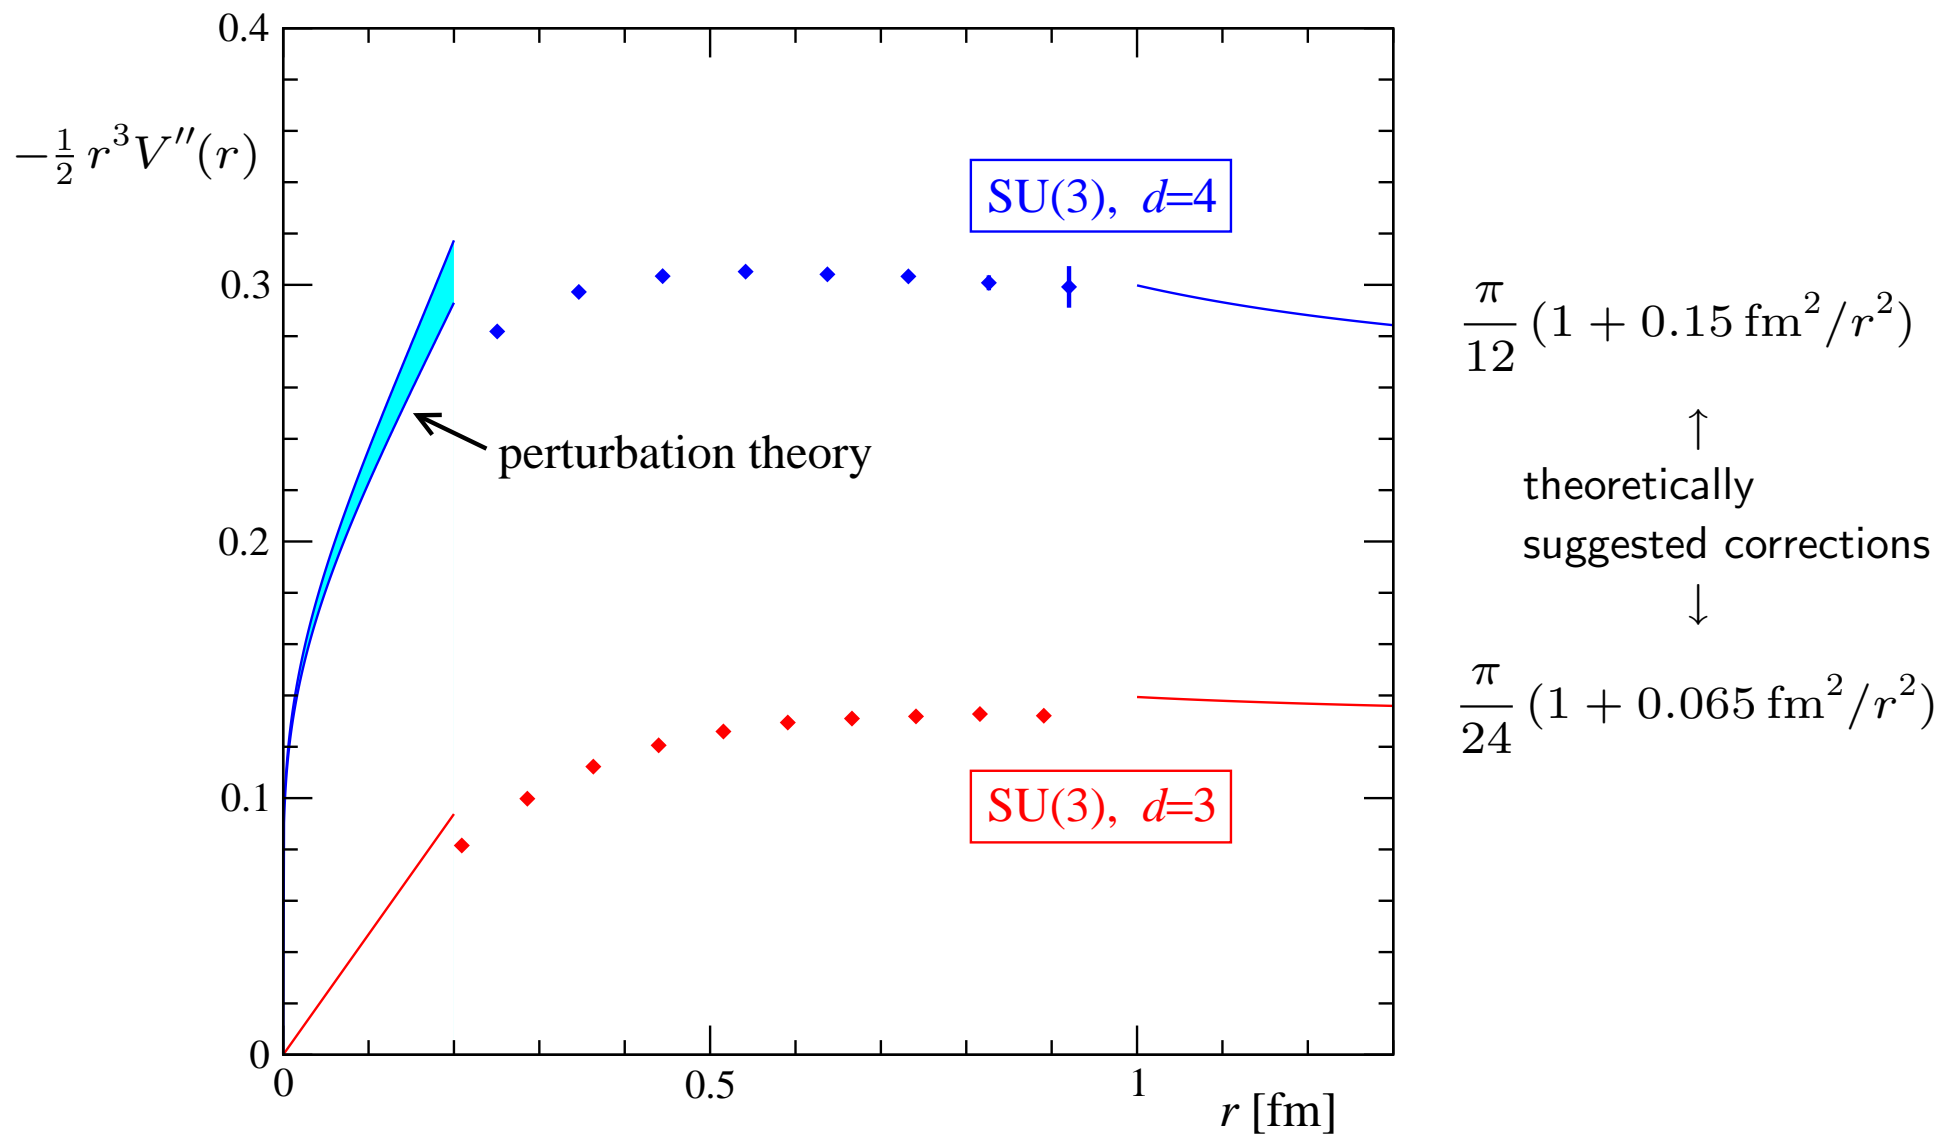 0.4
−½ r³V″(r)
SU(3), d=4
0.3
π/12 (1 + 0.15 fm²/r²)
↑
perturbation theory
theoretically
0.2
suggested corrections
↓
π/24 (1 + 0.065 fm²/r²)
0.1
SU(3), d=3
0
0 0.5 1
r [fm]